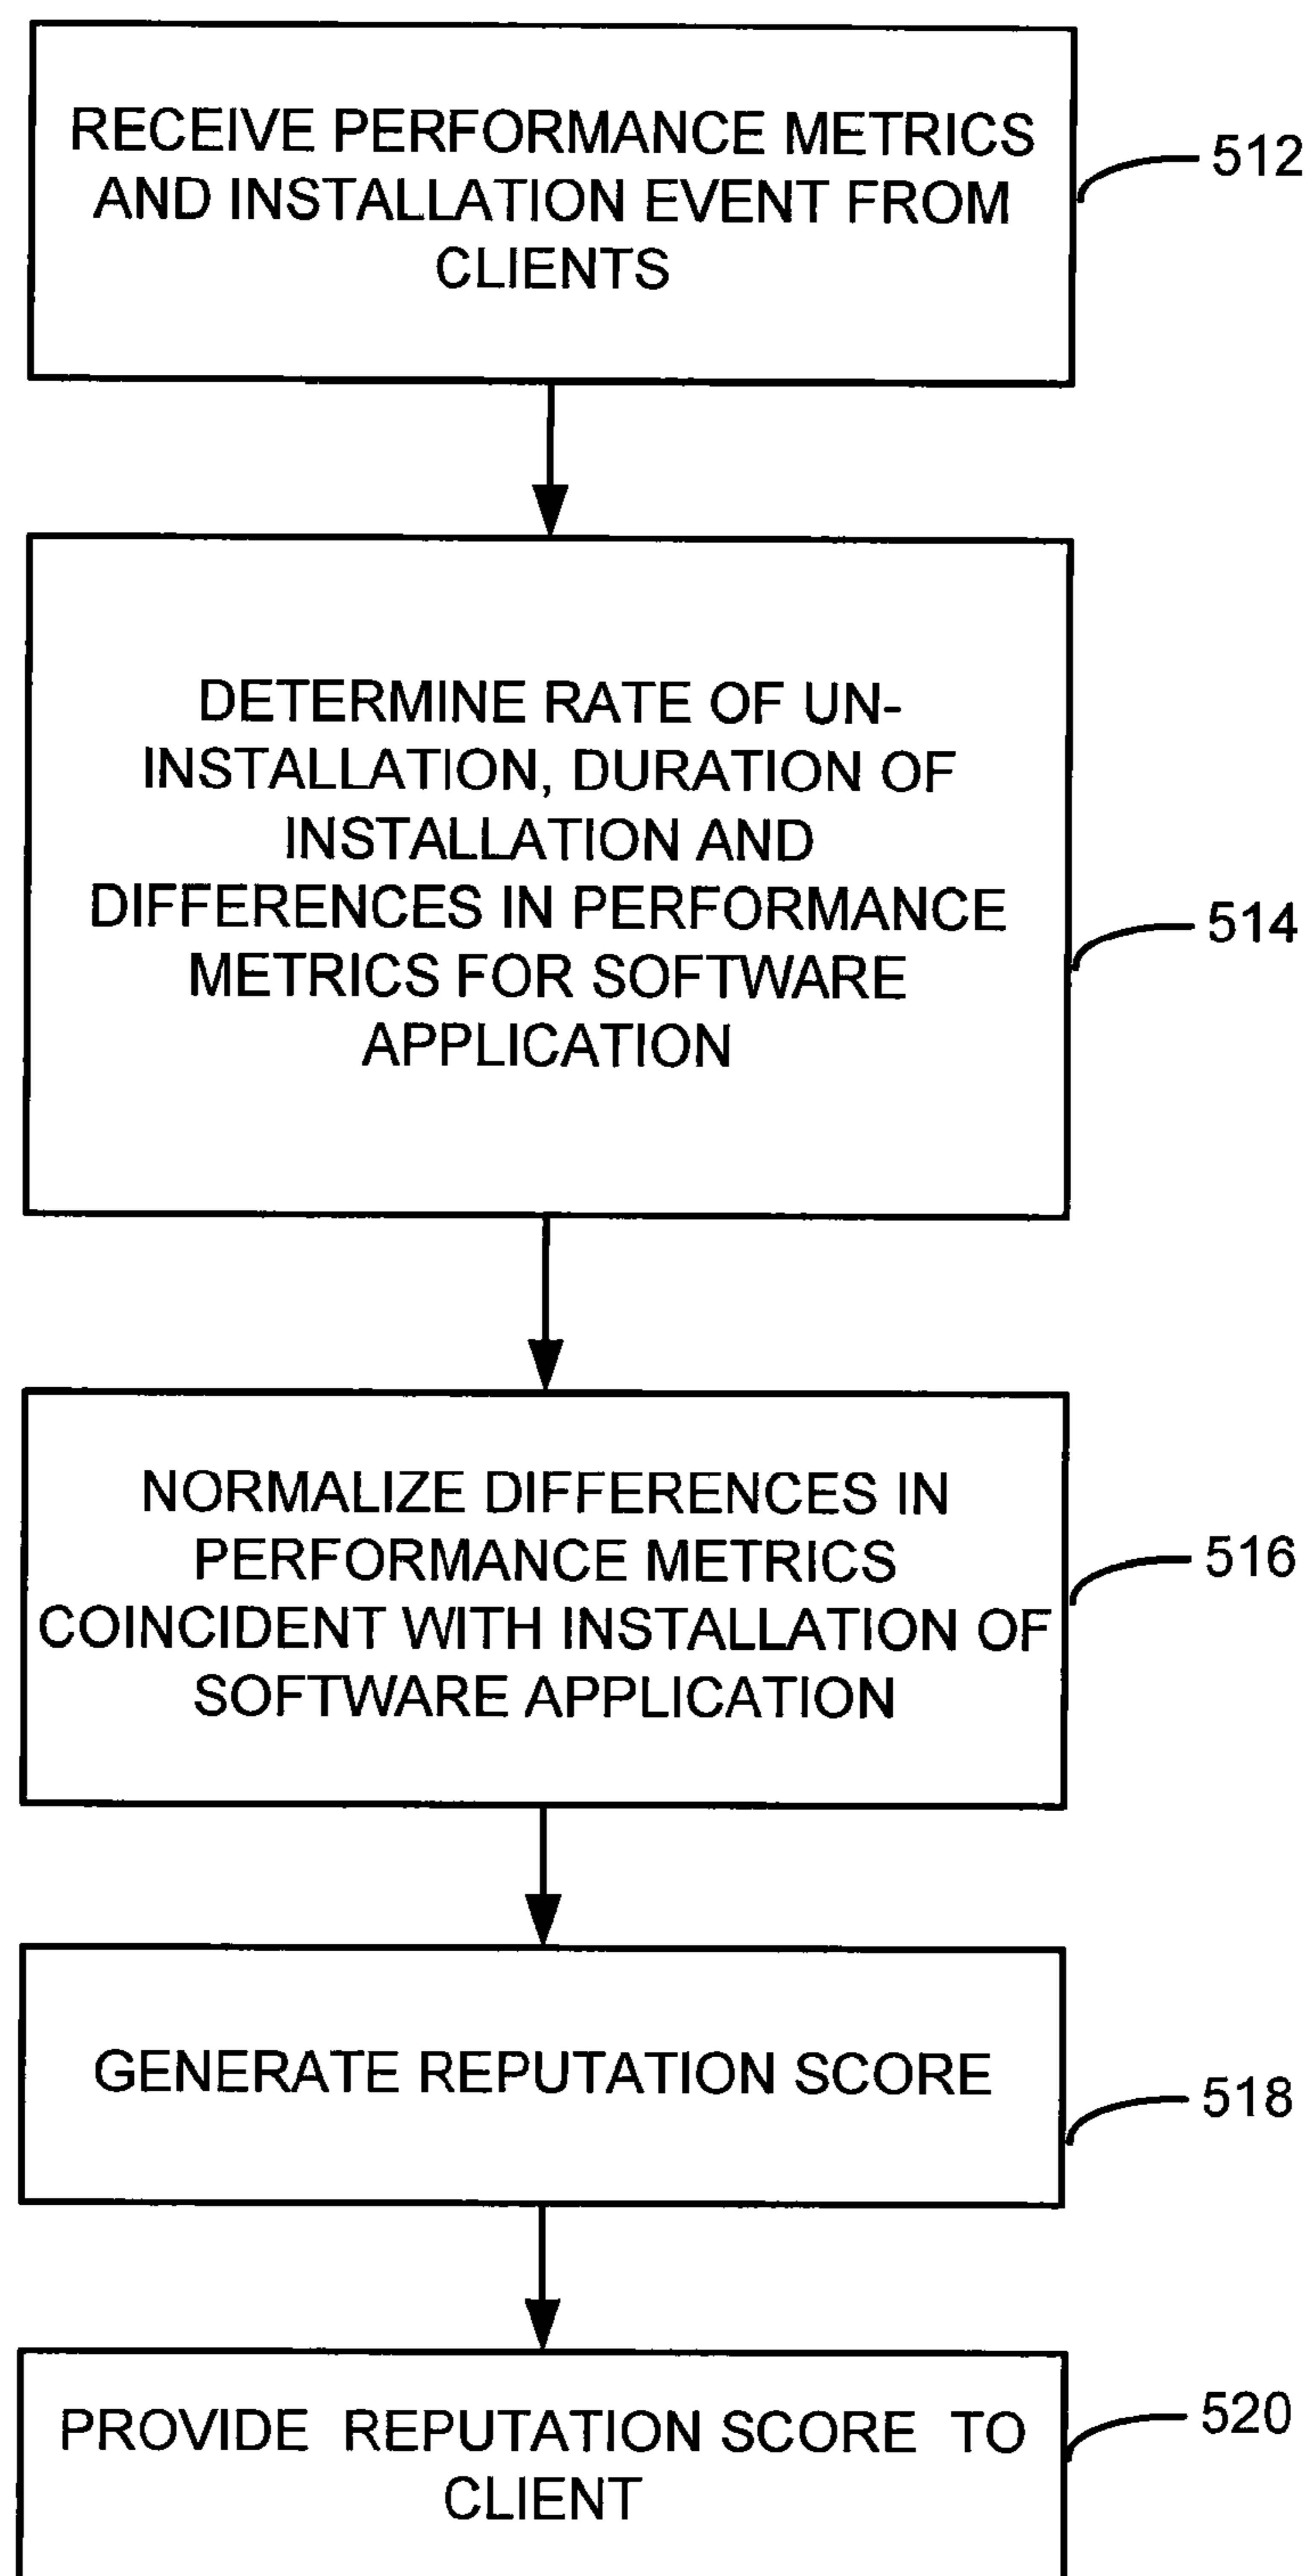 RECEIVE PERFORMANCE METRICS
AND INSTALLATION EVENT FROM
CLIENTS
512
DETERMINE RATE OF UN-
INSTALLATION, DURATION OF
INSTALLATION AND
DIFFERENCES IN PERFORMANCE
METRICS FOR SOFTWARE
APPLICATION
514
NORMALIZE DIFFERENCES IN
PERFORMANCE METRICS
COINCIDENT WITH INSTALLATION OF
SOFTWARE APPLICATION
516
GENERATE REPUTATION SCORE
518
PROVIDE REPUTATION SCORE TO
CLIENT
520